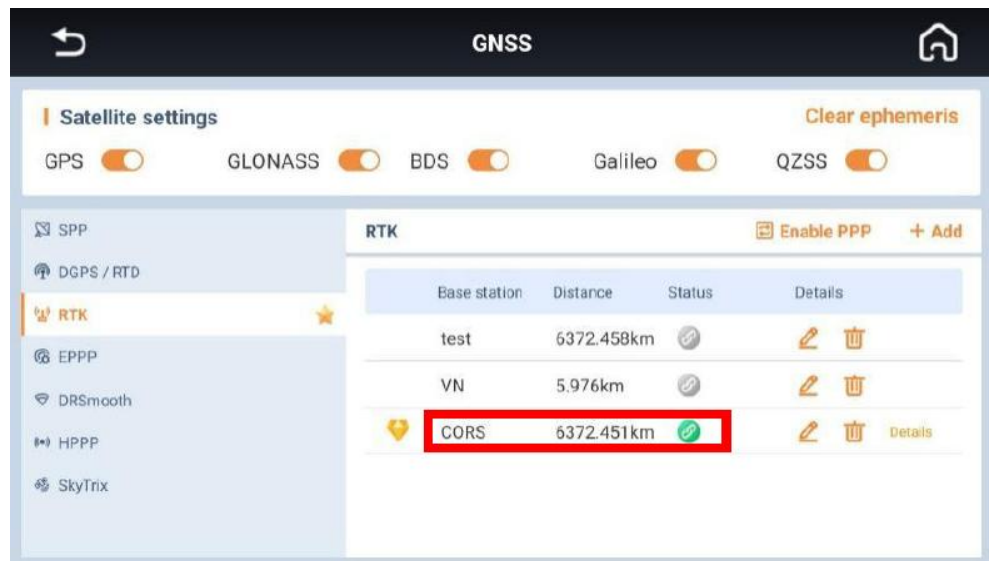 GNSS
Satellite settings
Clear ephemeris
GPS GLONASS BDS Galileo QZSS
SPP
DGPS / RTD
RTK
EPPP
DRSmooth
HPPP
SkyTrix
RTK Enable PPP + Add
Base station Distance Status Details
test 6372.458km
VN 5.976km
CORS 6372.451km Details